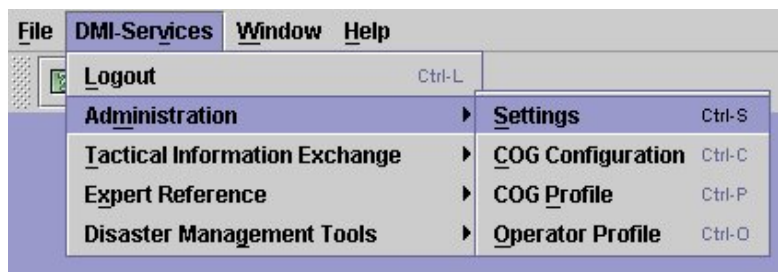 File DMI-Services Window Help
Logout Ctrl-L
Administration Settings Ctrl-S
Tactical Information Exchange COG Configuration Ctrl-C
Expert Reference COG Profile Ctrl-P
Disaster Management Tools Operator Profile Ctrl-O